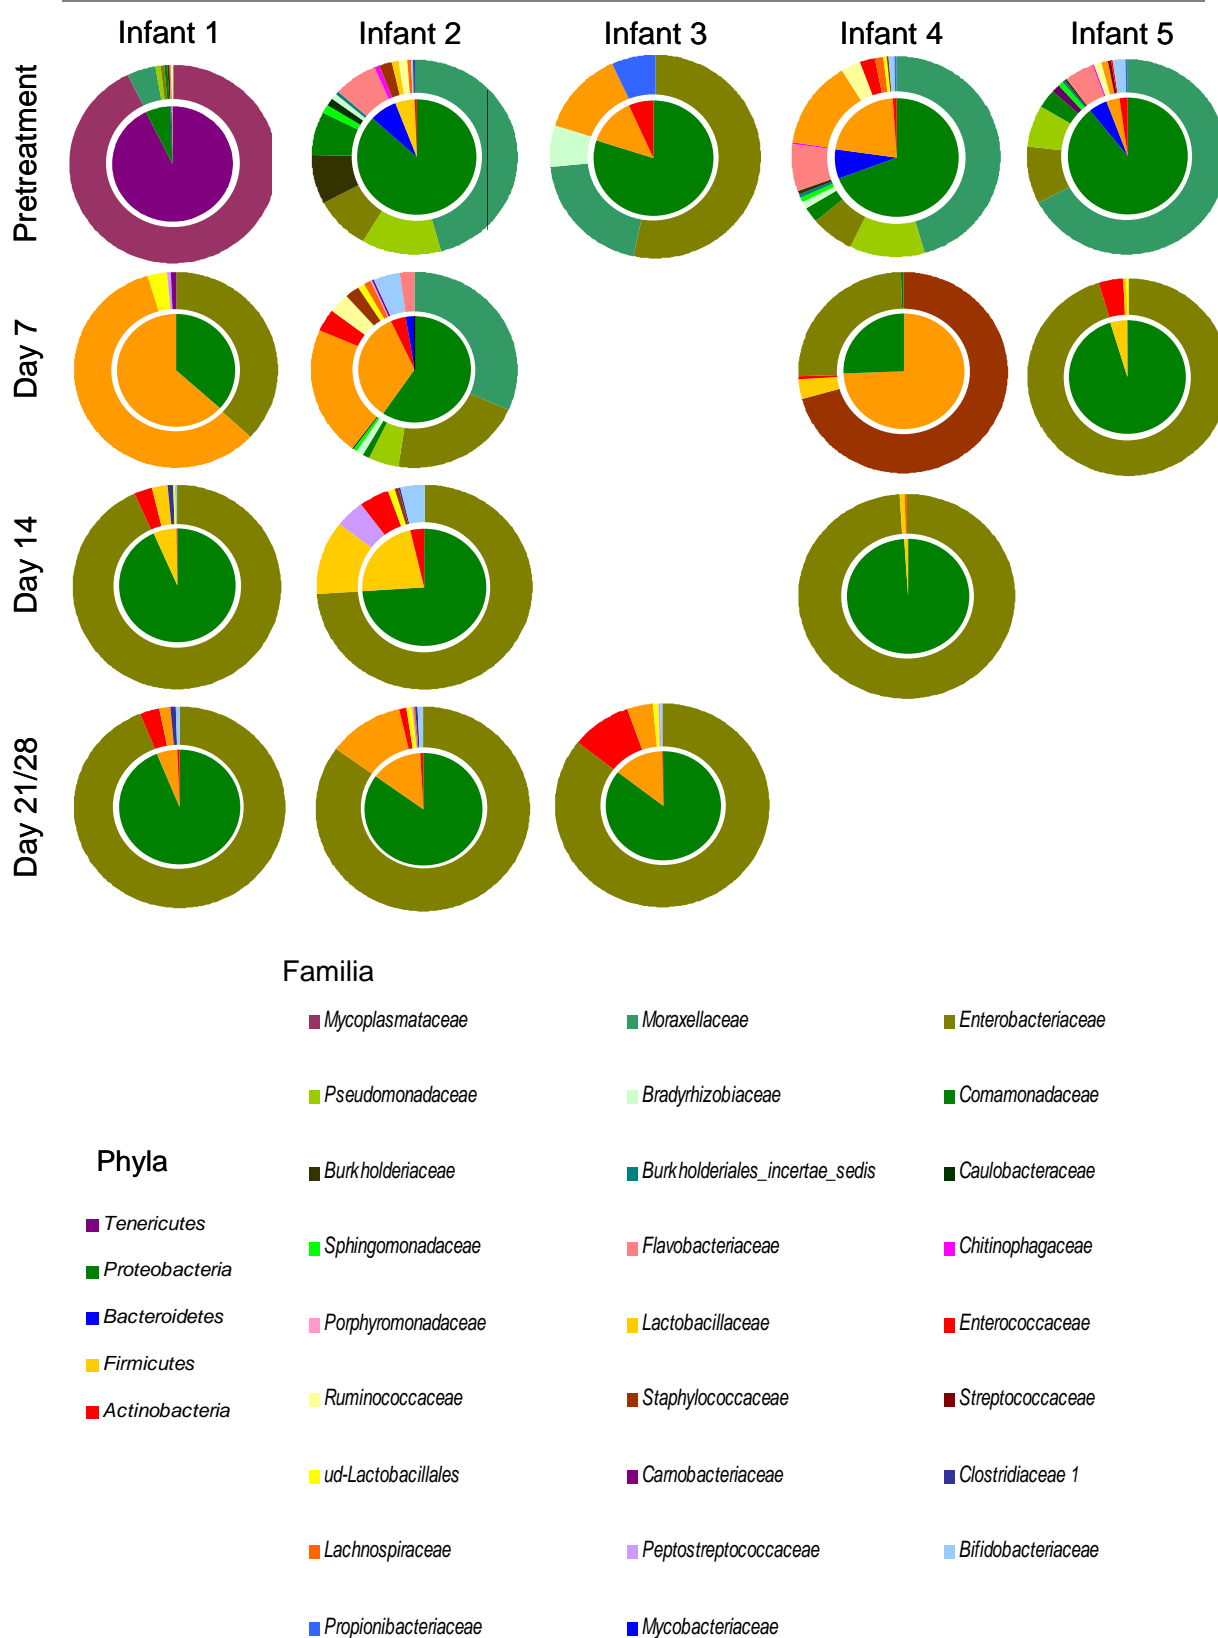 Infant 1 Infant 2 Infant 3 Infant 4 Infant 5
Pretreatment
Day 7
Day 14
Day 21/28
Familia
Mycoplasmataceae Moraxellaceae Enterobacteriaceae
Pseudomonadaceae Bradyrhizobiaceae Comamonadaceae
Burkholderiaceae Burkholderiales_incertae_sedis Caulobacteraceae
Sphingomonadaceae Flavobacteriaceae Chitinophagaceae
Porphyromonadaceae Lactobacillaceae Enterococcaceae
Ruminococcaceae Staphylococcaceae Streptococcaceae
ud-Lactobacillales Carnobacteriaceae Clostridiaceae 1
Lachnospiraceae Peptostreptococcaceae Bifidobacteriaceae
Propionibacteriaceae Mycobacteriaceae
Phyla
Tenericutes
Proteobacteria
Bacteroidetes
Firmicutes
Actinobacteria